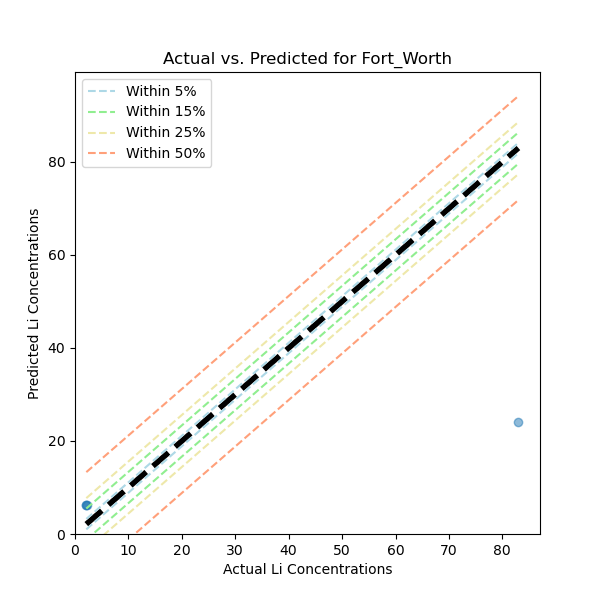 Actual vs. Predicted for Fort_Worth
Within 5%
Within 15%
Within 25%
Within 50%
80
60
40
20
0
Predicted Li Concentrations
0 10 20 30 40 50 60 70 80
Actual Li Concentrations